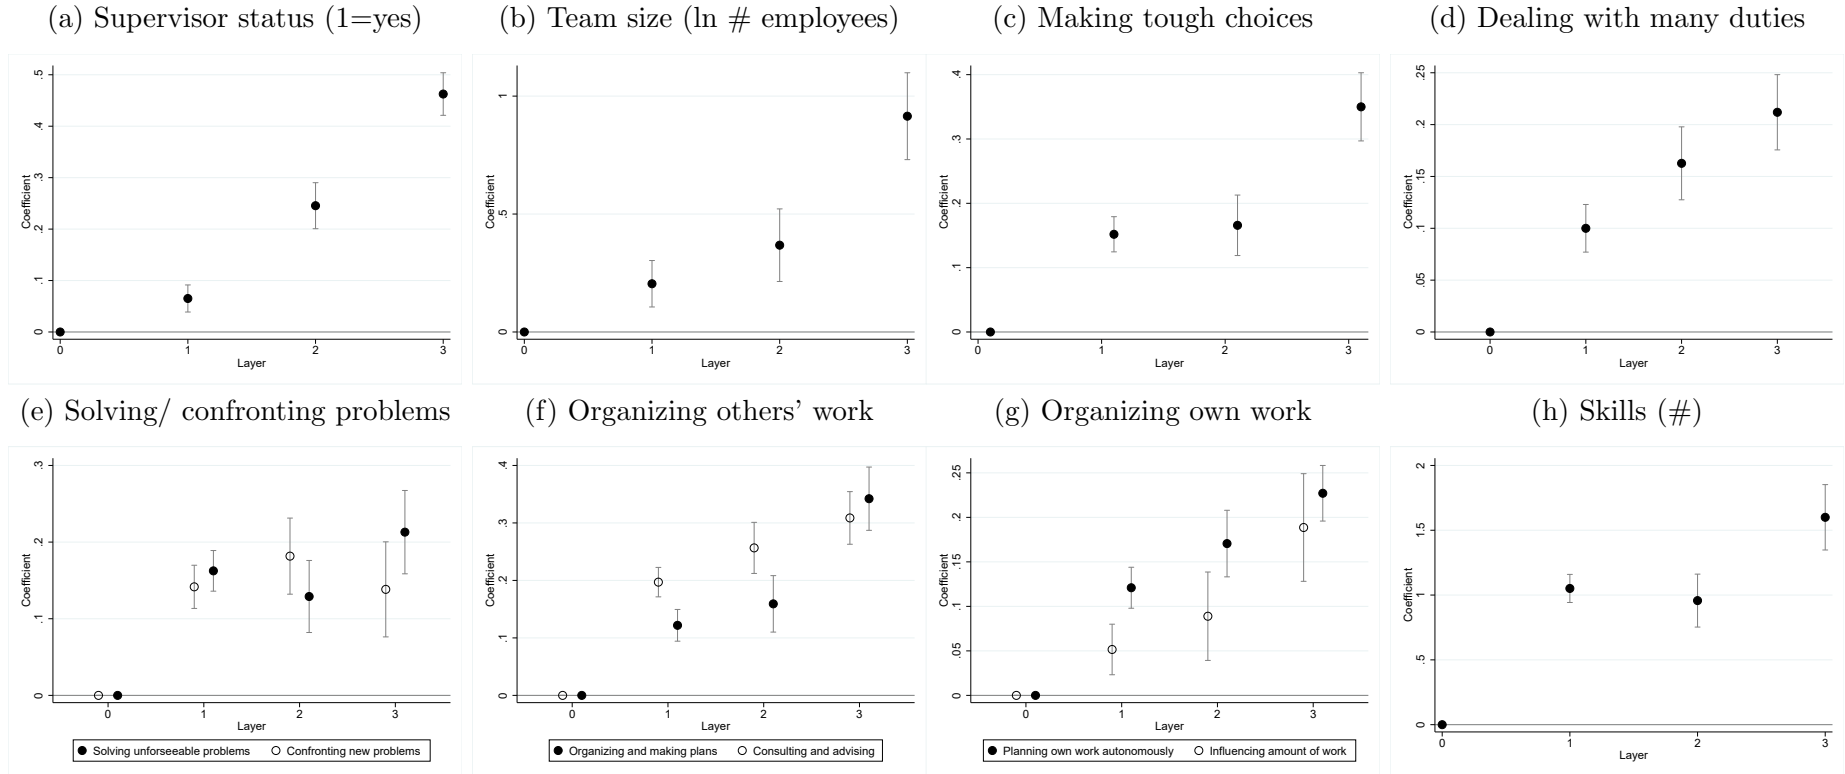 (a) Supervisor status (1=yes)
Coefficient
.5
.4
.3
.2
.1
0
0 1 2 3
Layer
(b) Team size (ln # employees)
Coefficient
1
.5
0
0 1 2 3
Layer
(c) Making tough choices
Coefficient
.4
.3
.2
.1
0
0 1 2 3
Layer
(d) Dealing with many duties
Coefficient
.25
.2
.15
.1
.05
0
0 1 2 3
Layer
(e) Solving/ confronting problems
Coefficient
.3
.2
.1
0
0 1 2 3
Layer
Solving unforseeable problems Confronting new problems
(f) Organizing others’ work
Coefficient
.4
.3
.2
.1
0
0 1 2 3
Layer
Organizing and making plans Consulting and advising
(g) Organizing own work
Coefficient
.25
.2
.15
.1
.05
0
0 1 2 3
Layer
Planning own work autonomously Influencing amount of work
(h) Skills (#)
Coefficient
2
1.5
1
.5
0
0 1 2 3
Layer